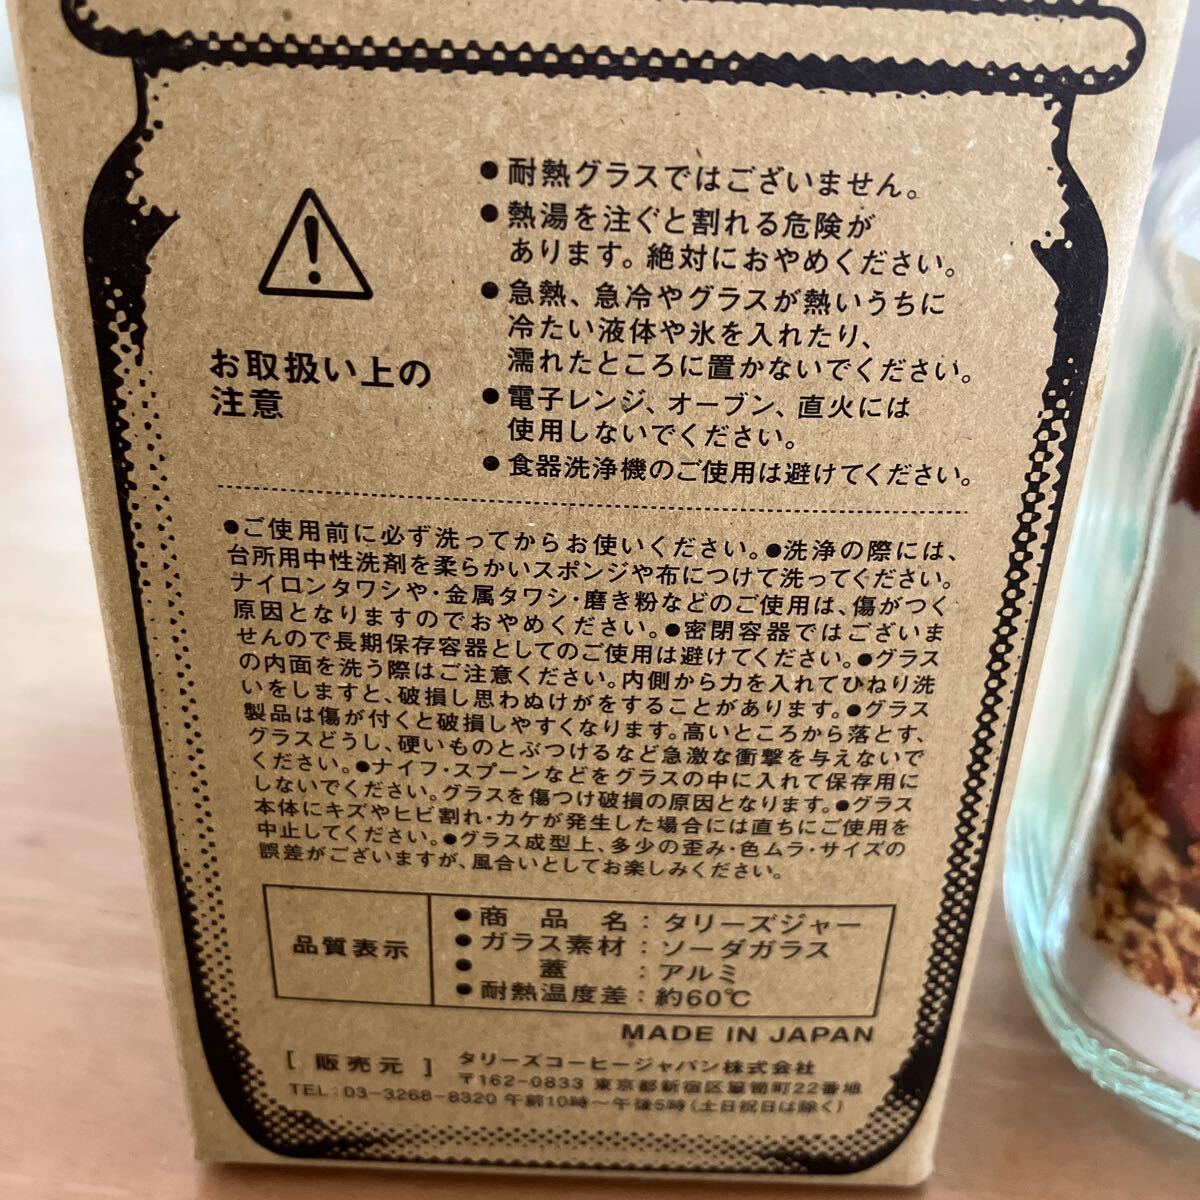 お取扱い上の
注意
●耐熱グラスではございません。
●熱湯を注ぐと割れる危険が
あります。絶対におやめください。
●急熱、急冷やグラスが熱いうちに
冷たい液体や氷を入れたり、
濡れたところに置かないでください。
●電子レンジ、オーブン、直火には
使用しないでください。
●食器洗浄機のご使用は避けてください。
●ご使用前に必ず洗ってからお使いください。●洗浄の際には、
台所用中性洗剤を柔らかいスポンジや布につけて洗ってください。
ナイロンタワシや・金属タワシ・磨き粉などのご使用は、傷がつく
原因となりますのでおやめください。●密閉容器ではございま
せんので長期保存容器としてのご使用は避けてください。●グラス
の内面を洗う際はご注意ください。内側から力を入れてひねり洗
いをしますと、破損し思わぬけがをすることがあります。●グラス
製品は傷が付くと破損しやすくなります。高いところから落とす、
グラスどうし、硬いものとぶつけるなど急激な衝撃を与えないで
ください。●ナイフ・スプーンなどをグラスの中に入れて保存用に
しないでください。グラスを傷つけ破損の原因となります。●グラス
本体にキズやヒビ割れ・カケが発生した場合には直ちにご使用を
中止してください。●グラス成型上、多少の歪み・色ムラ・サイズの
誤差がございますが、風合いとしてお楽しみください。
品質表示
●商品名：タリーズジャー
●ガラス素材：ソーダガラス
●蓋：アルミ
●耐熱温度差：約60℃
MADE IN JAPAN
[販売元] タリーズコーヒージャパン株式会社
〒162-0833 東京都新宿区箪笥町22番地
TEL：03-3268-8320 午前10時～午後5時（土日祝日は除く）